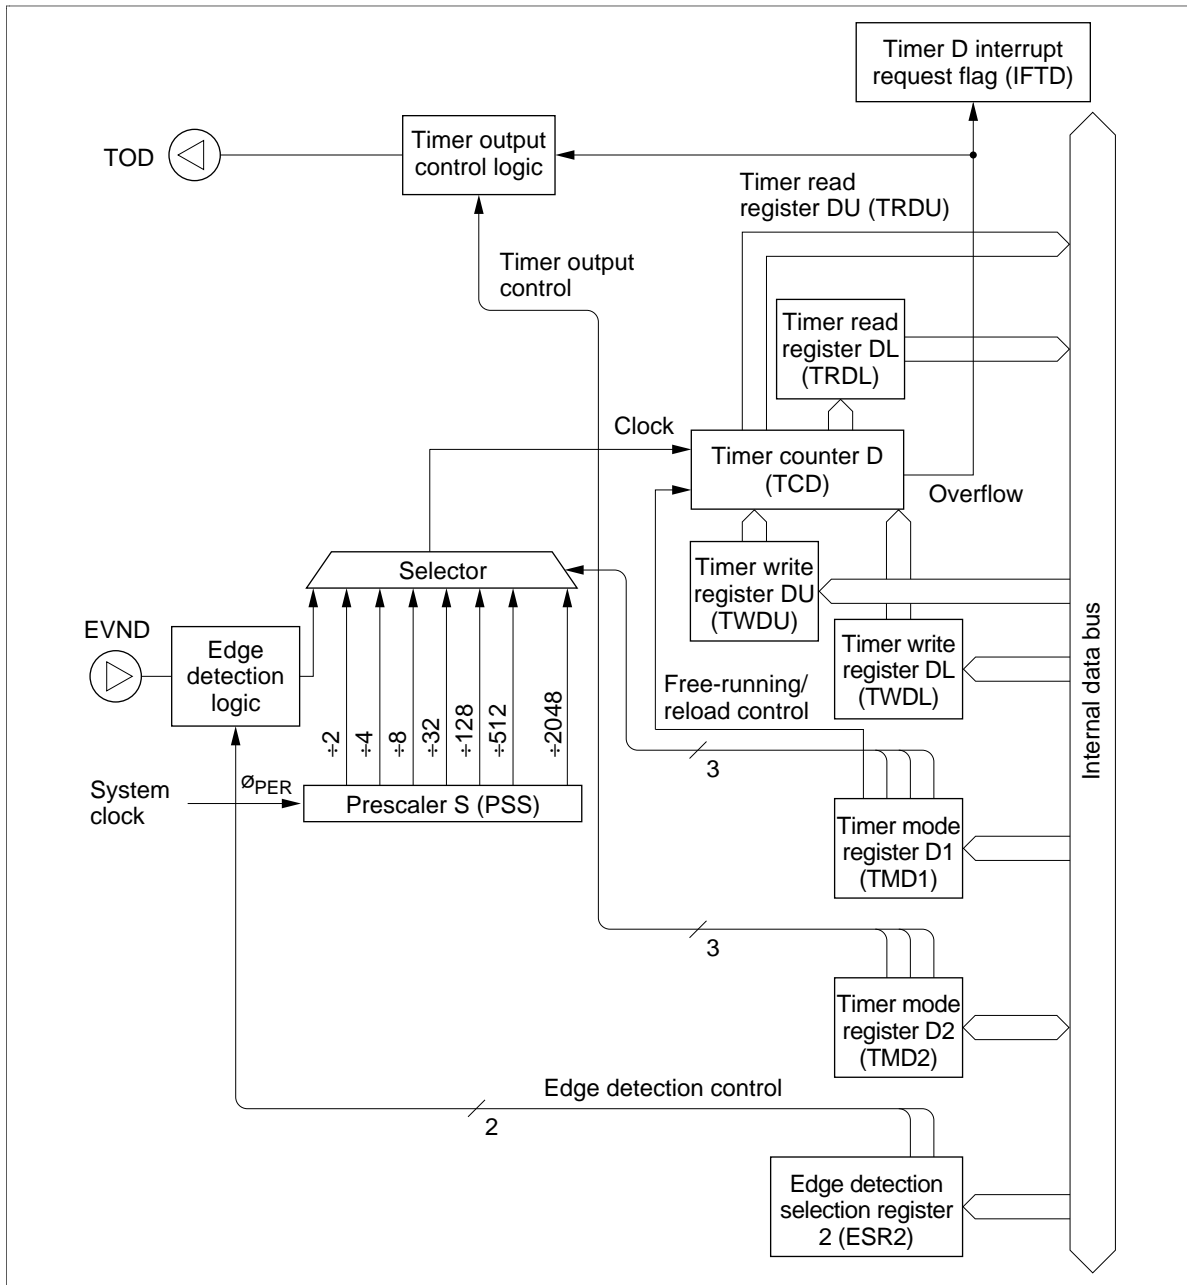 Timer D interrupt
request flag (IFTD)
Timer output
control logic
TOD
Timer read
register DU (TRDU)
Timer output
control
Timer read
register DL
(TRDL)
Clock
Timer counter D
(TCD)
Overflow
Selector
Timer write
register DU
(TWDU)
EVND
Edge
detection
logic
Timer write
register DL
(TWDL)
Free-running/
reload control
÷2
÷4
÷8
÷32
÷128
÷512
÷2048
3
Internal data bus
System
clock
øPER
Prescaler S (PSS)
Timer mode
register D1
(TMD1)
3
Timer mode
register D2
(TMD2)
Edge detection control
2
Edge detection
selection register
2 (ESR2)